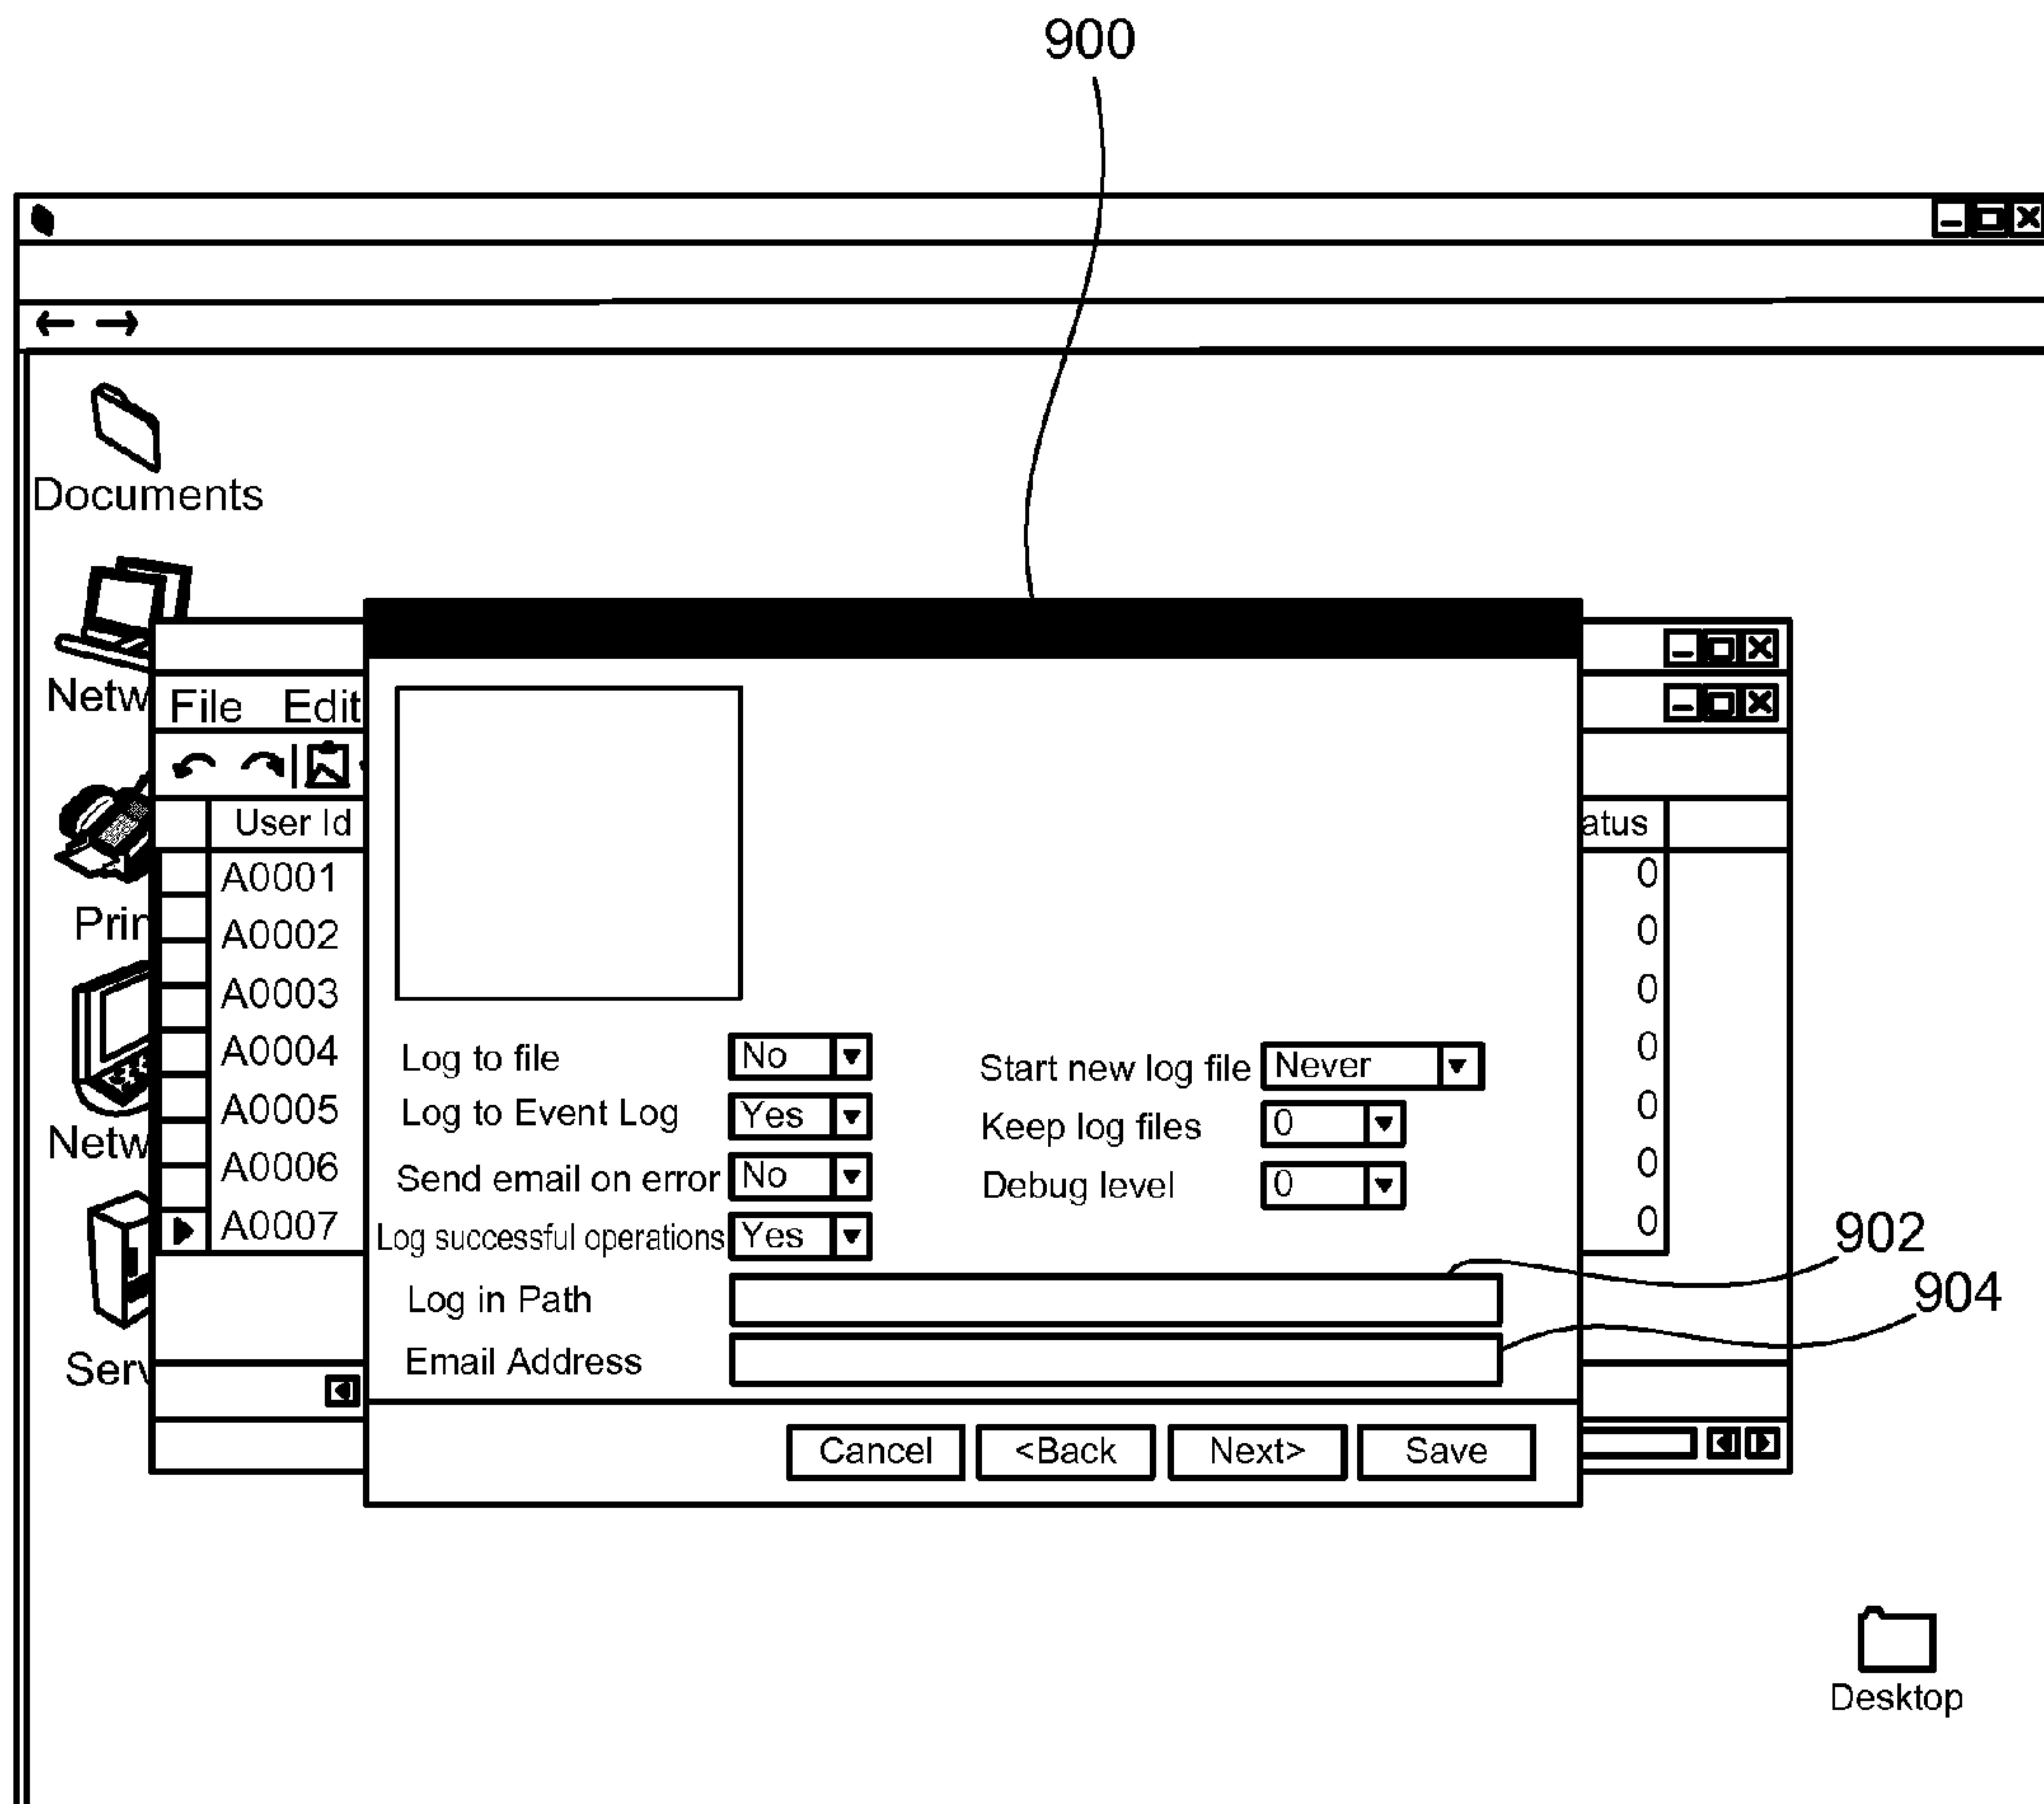 900
Documents
Netw
File Edit
User Id
atus
A0001
0
Prir
A0002
0
A0003
0
A0004
0
A0005
0
Netw
A0006
0
A0007
0
Serv
Log to file No
Log to Event Log Yes
Send email on error No
Log successful operations Yes
Start new log file Never
Keep log files 0
Debug level 0
902
Log in Path
904
Email Address
Cancel <Back Next> Save
Desktop